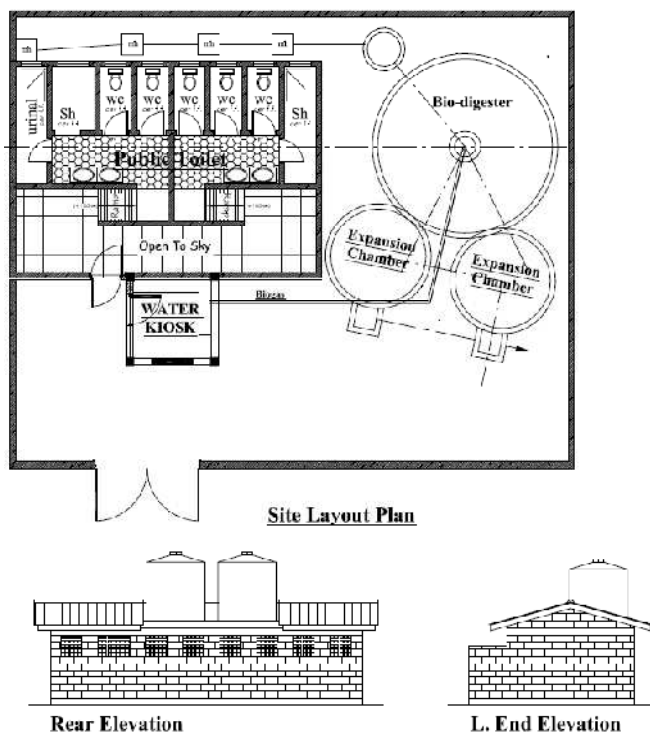 mh
mh
mh
mh
urinal
Sh
wc
wc
wc
wc
wc
Sh
Bio-digester
Public Toilet
Open To Sky
Expansion
Chamber
Expansion
Chamber
Biogas
WATER
KIOSK
Site Layout Plan
Rear Elevation
L. End Elevation